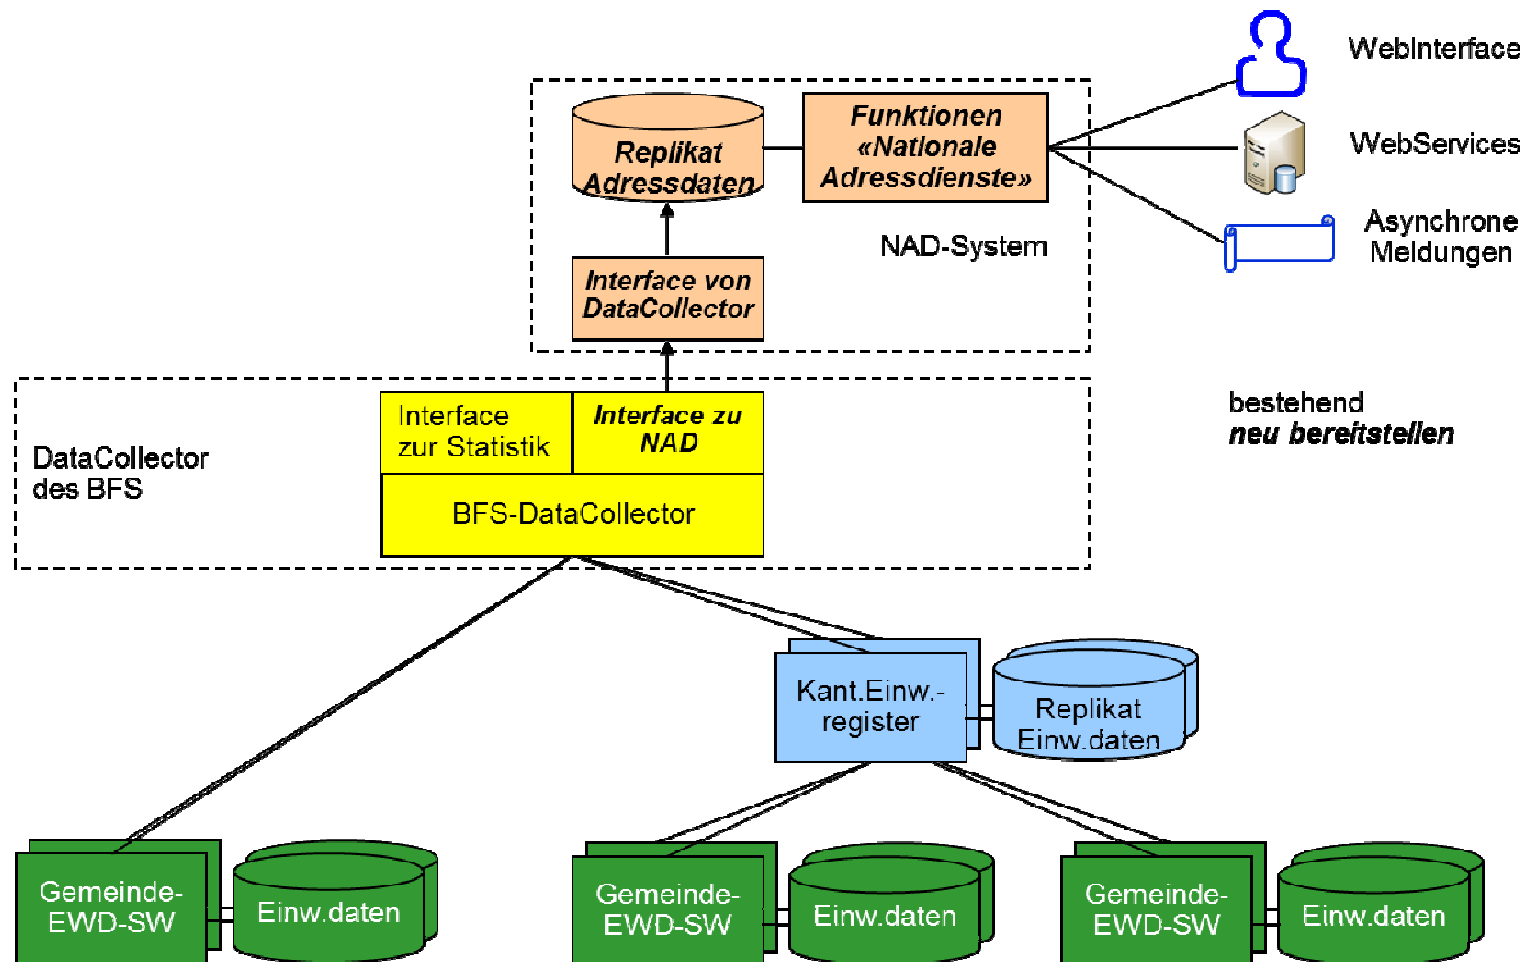 WebInterface
Funktionen
«Nationale
Adressdienste»
Replikat
Adressdaten
WebServices
NAD-System
Asynchrone
Meldungen
Interface von
DataCollector
bestehend
neu bereitstellen
DataCollector
des BFS
Interface
zur Statistik
Interface zu
NAD
BFS-DataCollector
Kant.Einw.-
register
Replikat
Einw.daten
Gemeinde-
EWD-SW
Einw.daten
Gemeinde-
EWD-SW
Einw.daten
Gemeinde-
EWD-SW
Einw.daten